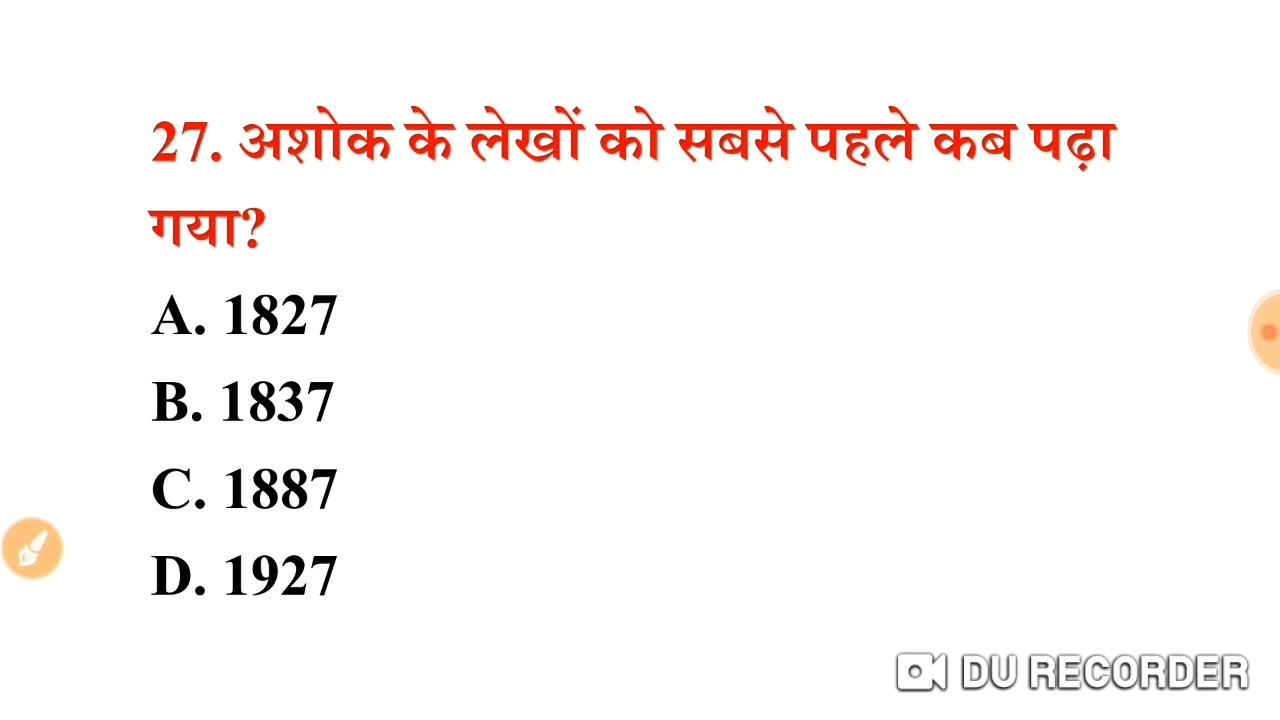 27. अशोक के लेखों को सबसे पहले कब पढ़ा
गया?
A. 1827
B. 1837
C. 1887
D. 1927
DU RECORDER